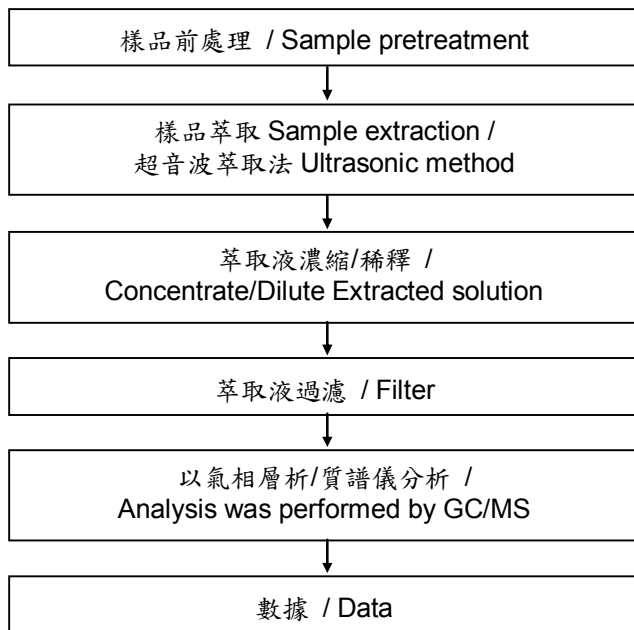 樣品前處理 / Sample pretreatment
樣品萃取 Sample extraction /
超音波萃取法 Ultrasonic method
萃取液濃縮/稀釋 /
Concentrate/Dilute Extracted solution
萃取液過濾 / Filter
以氣相層析/質譜儀分析 /
Analysis was performed by GC/MS
數據 / Data